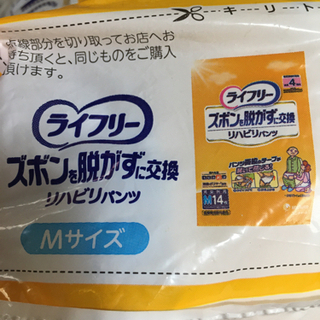 キリト
線部分を切り取ってお店へお
ち頂くと、同じものをご購入
頂けます。
ライフリー
ズボンを脱がずに交換
リハビリパンツ
Mサイズ
ライフリー
ズボンを脱がずに交換
リハビリパンツ
M 14枚